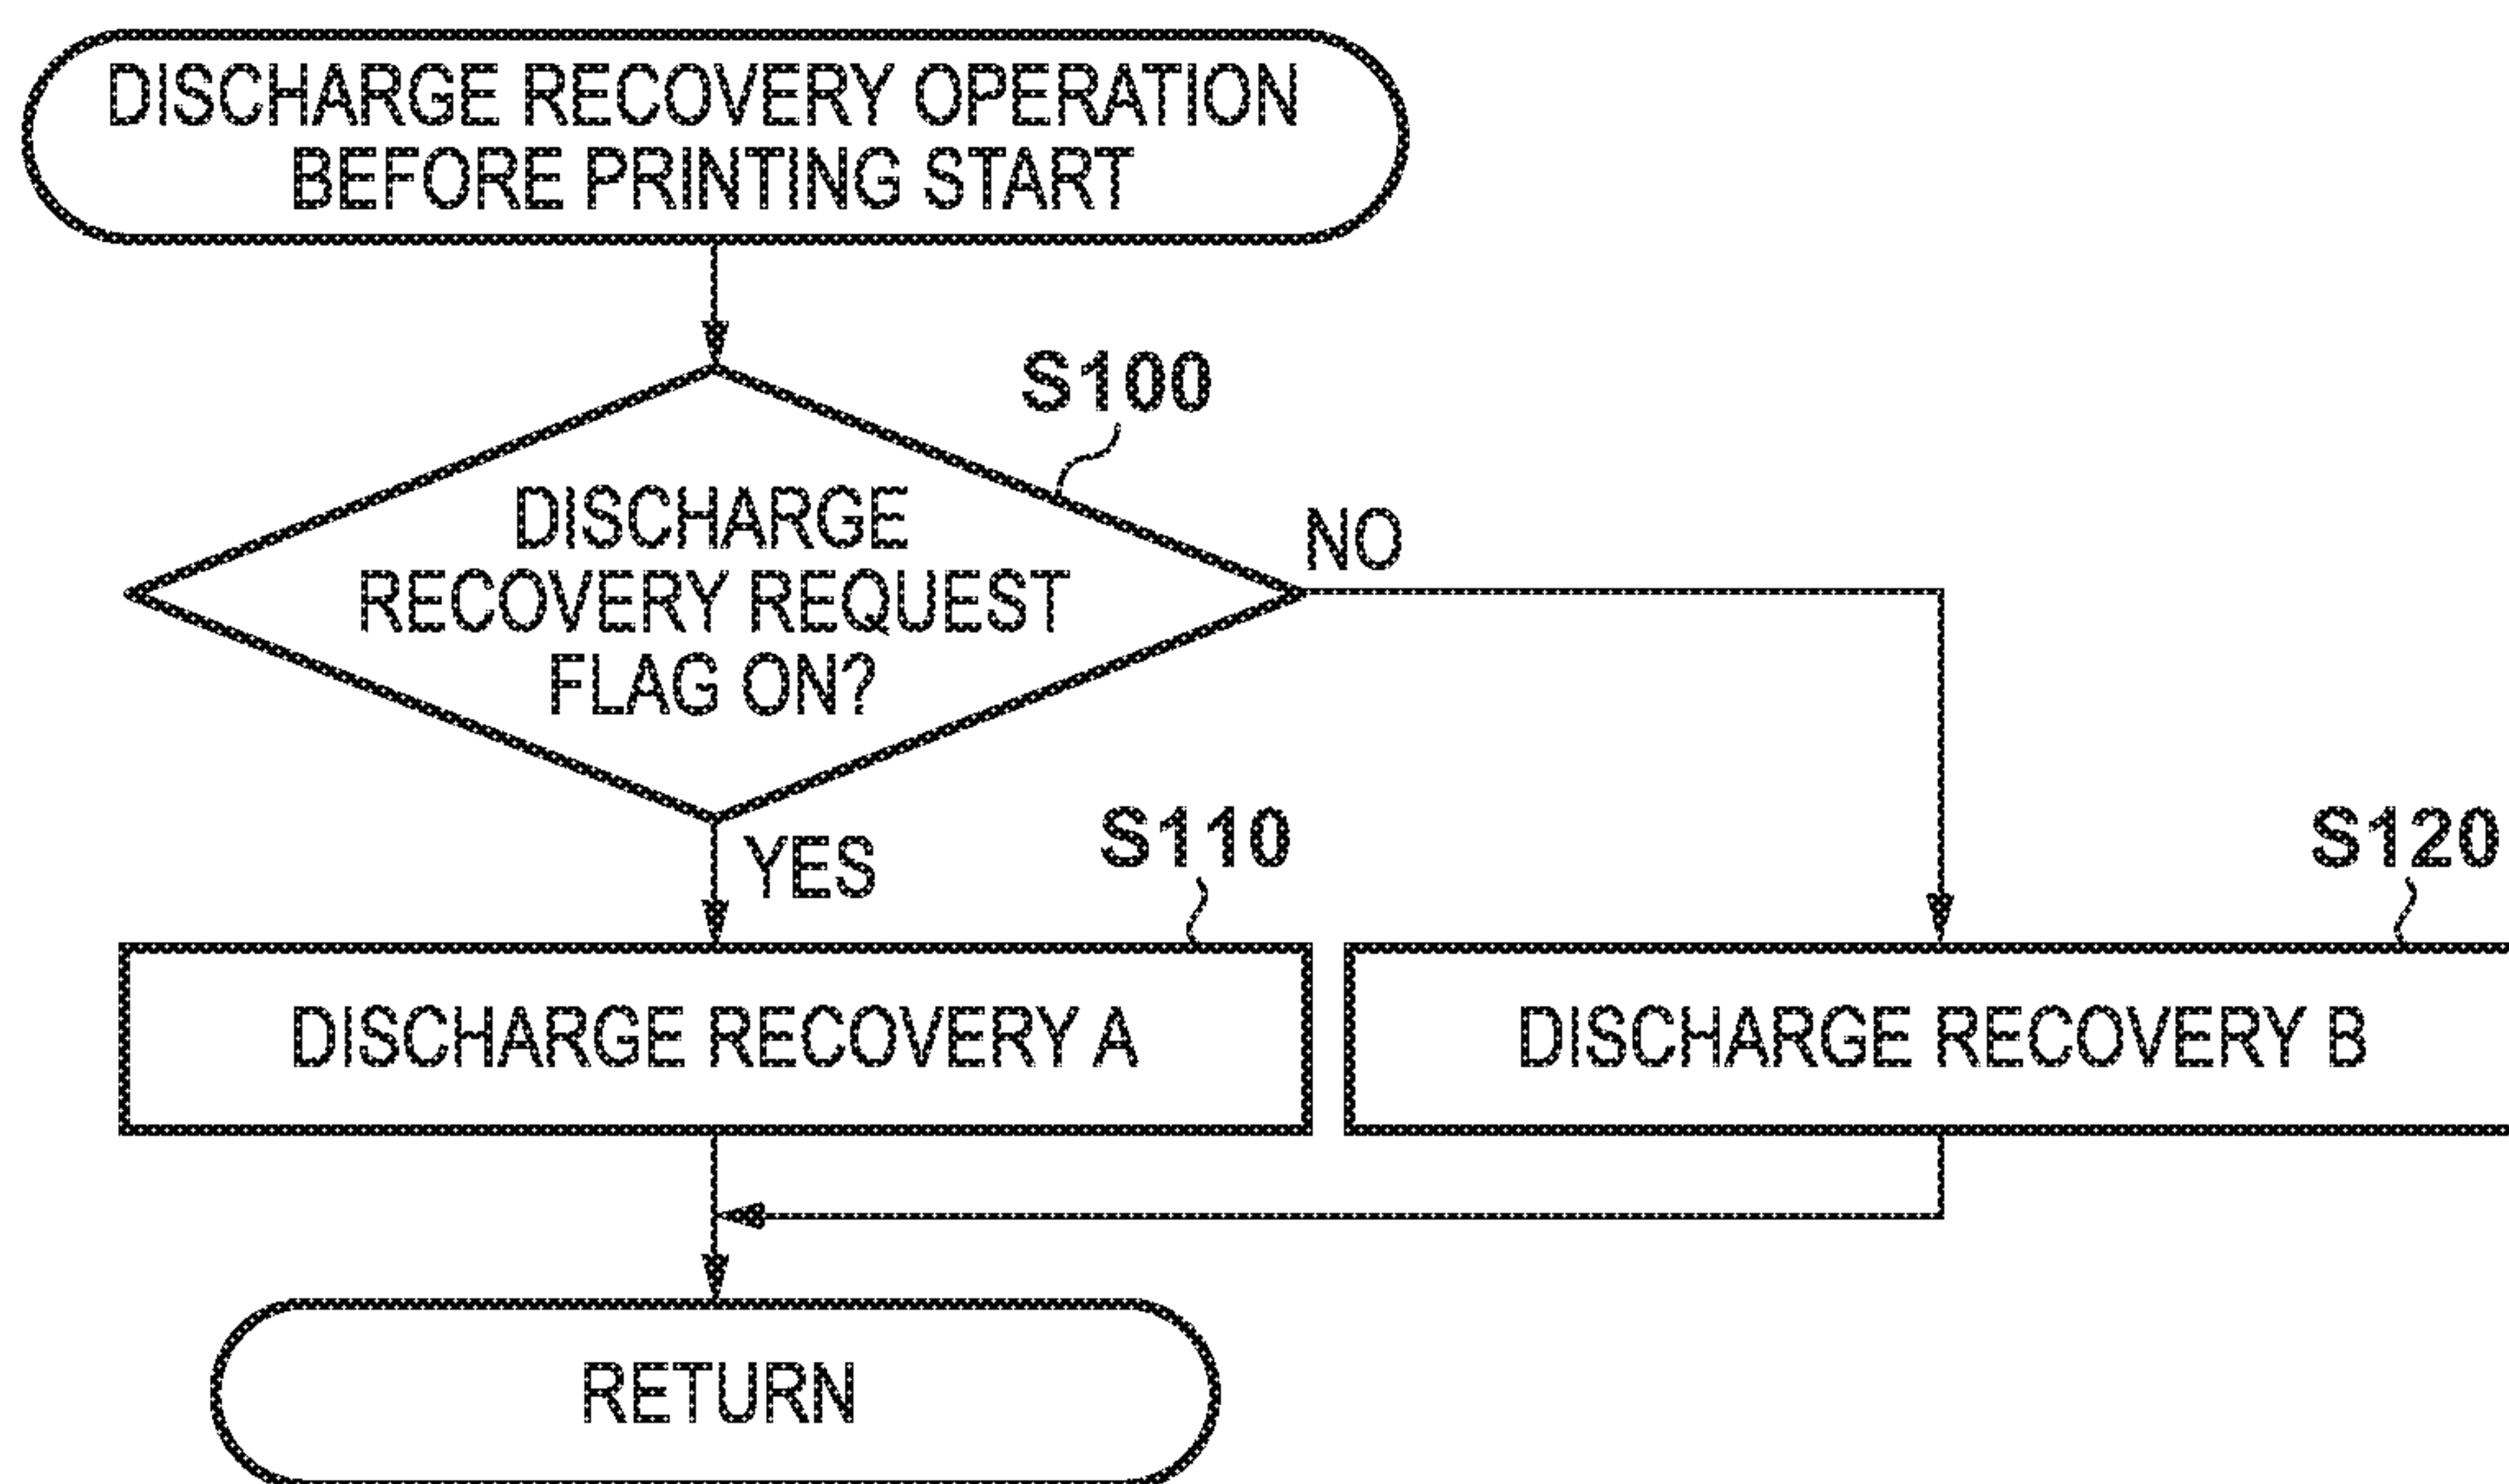 DISCHARGE RECOVERY OPERATION
BEFORE PRINTING START
S100
DISCHARGE
RECOVERY REQUEST
FLAG ON?
NO
YES
S110
S120
DISCHARGE RECOVERY A
DISCHARGE RECOVERY B
RETURN